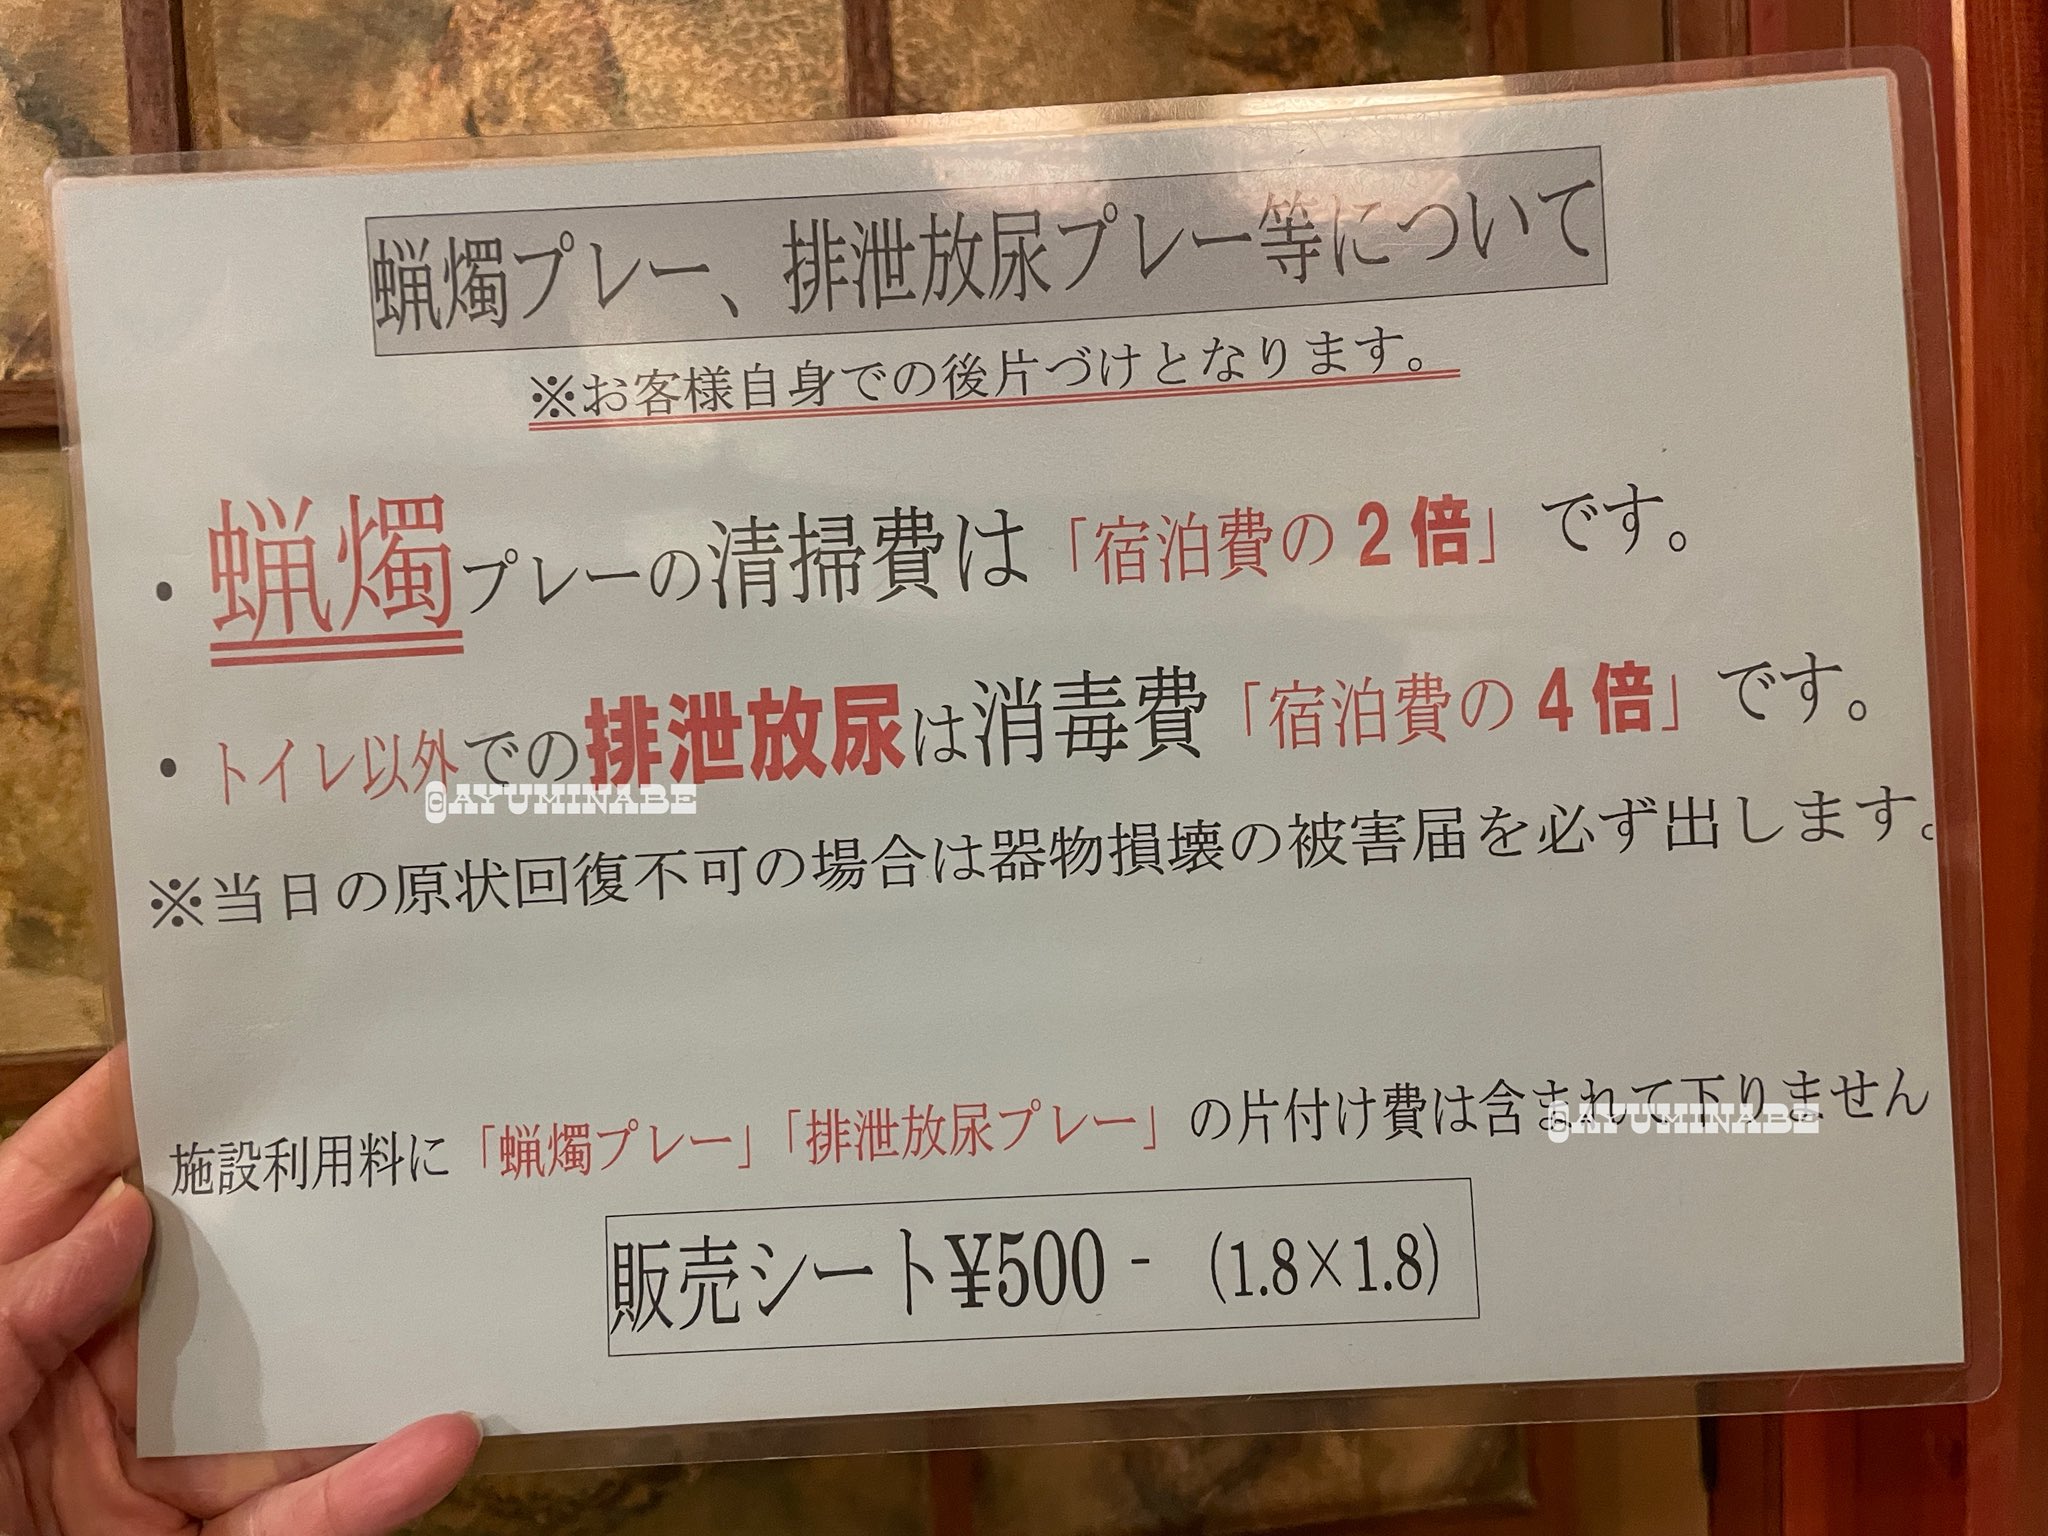 蝋燭プレー、排泄放尿プレー等について
※お客様自身での後片づけとなります。
・蝋燭プレーの清掃費は「宿泊費の2倍」です。
・トイレ以外での排泄放尿は消毒費「宿泊費の4倍」です。
@AYUMINABE
※当日の原状回復不可の場合は器物損壊の被害届を必ず出します。
施設利用料に「蝋燭プレー」「排泄放尿プレー」の片付け費は含まれて下りません
@AYUMINABE
販売シート¥500-（1.8×1.8）